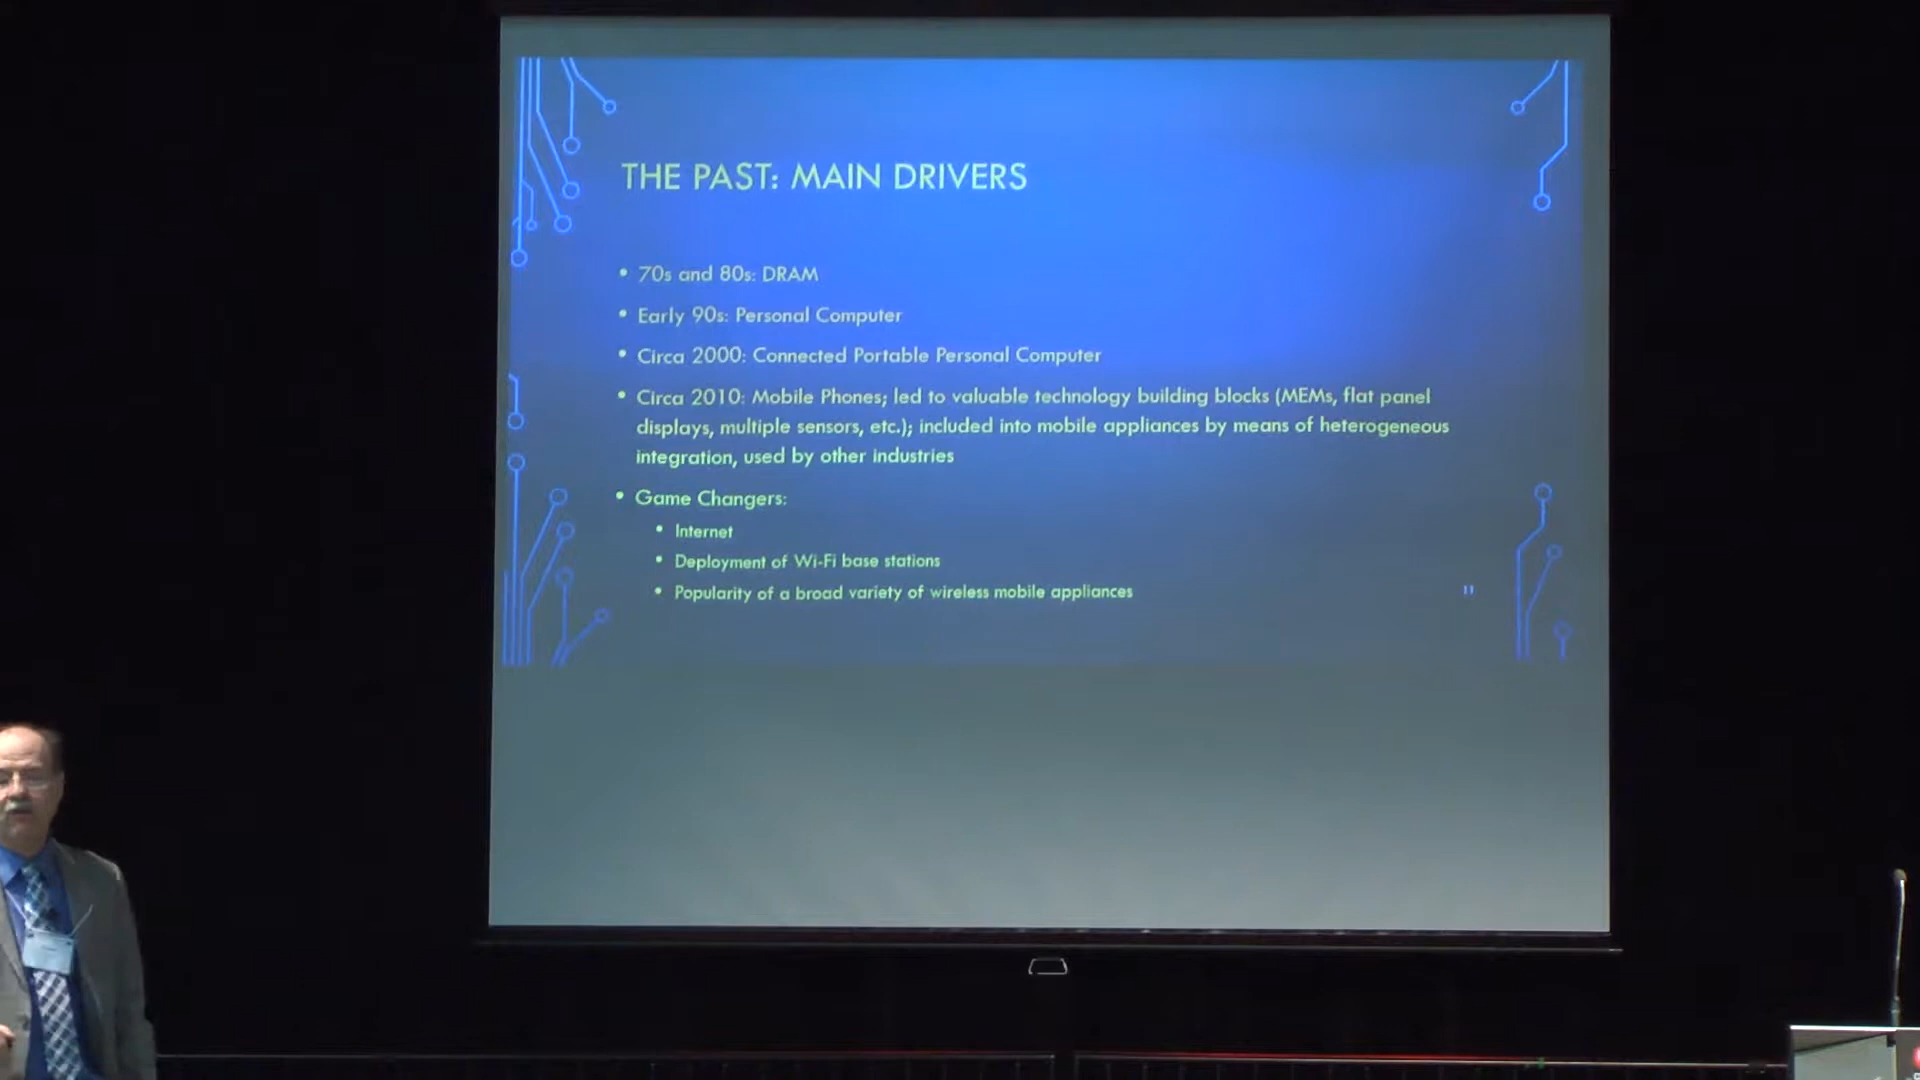 THE PAST: MAIN DRIVERS
• 70s and 80s: DRAM
• Early 90s: Personal Computer
• Circa 2000: Connected Portable Personal Computer
• Circa 2010: Mobile Phones; led to valuable technology building blocks (MEMs, flat panel
displays, multiple sensors, etc.); included into mobile appliances by means of heterogeneous
integration, used by other industries
• Game Changers:
• Internet
• Deployment of Wi-Fi base stations
• Popularity of a broad variety of wireless mobile appliances
11